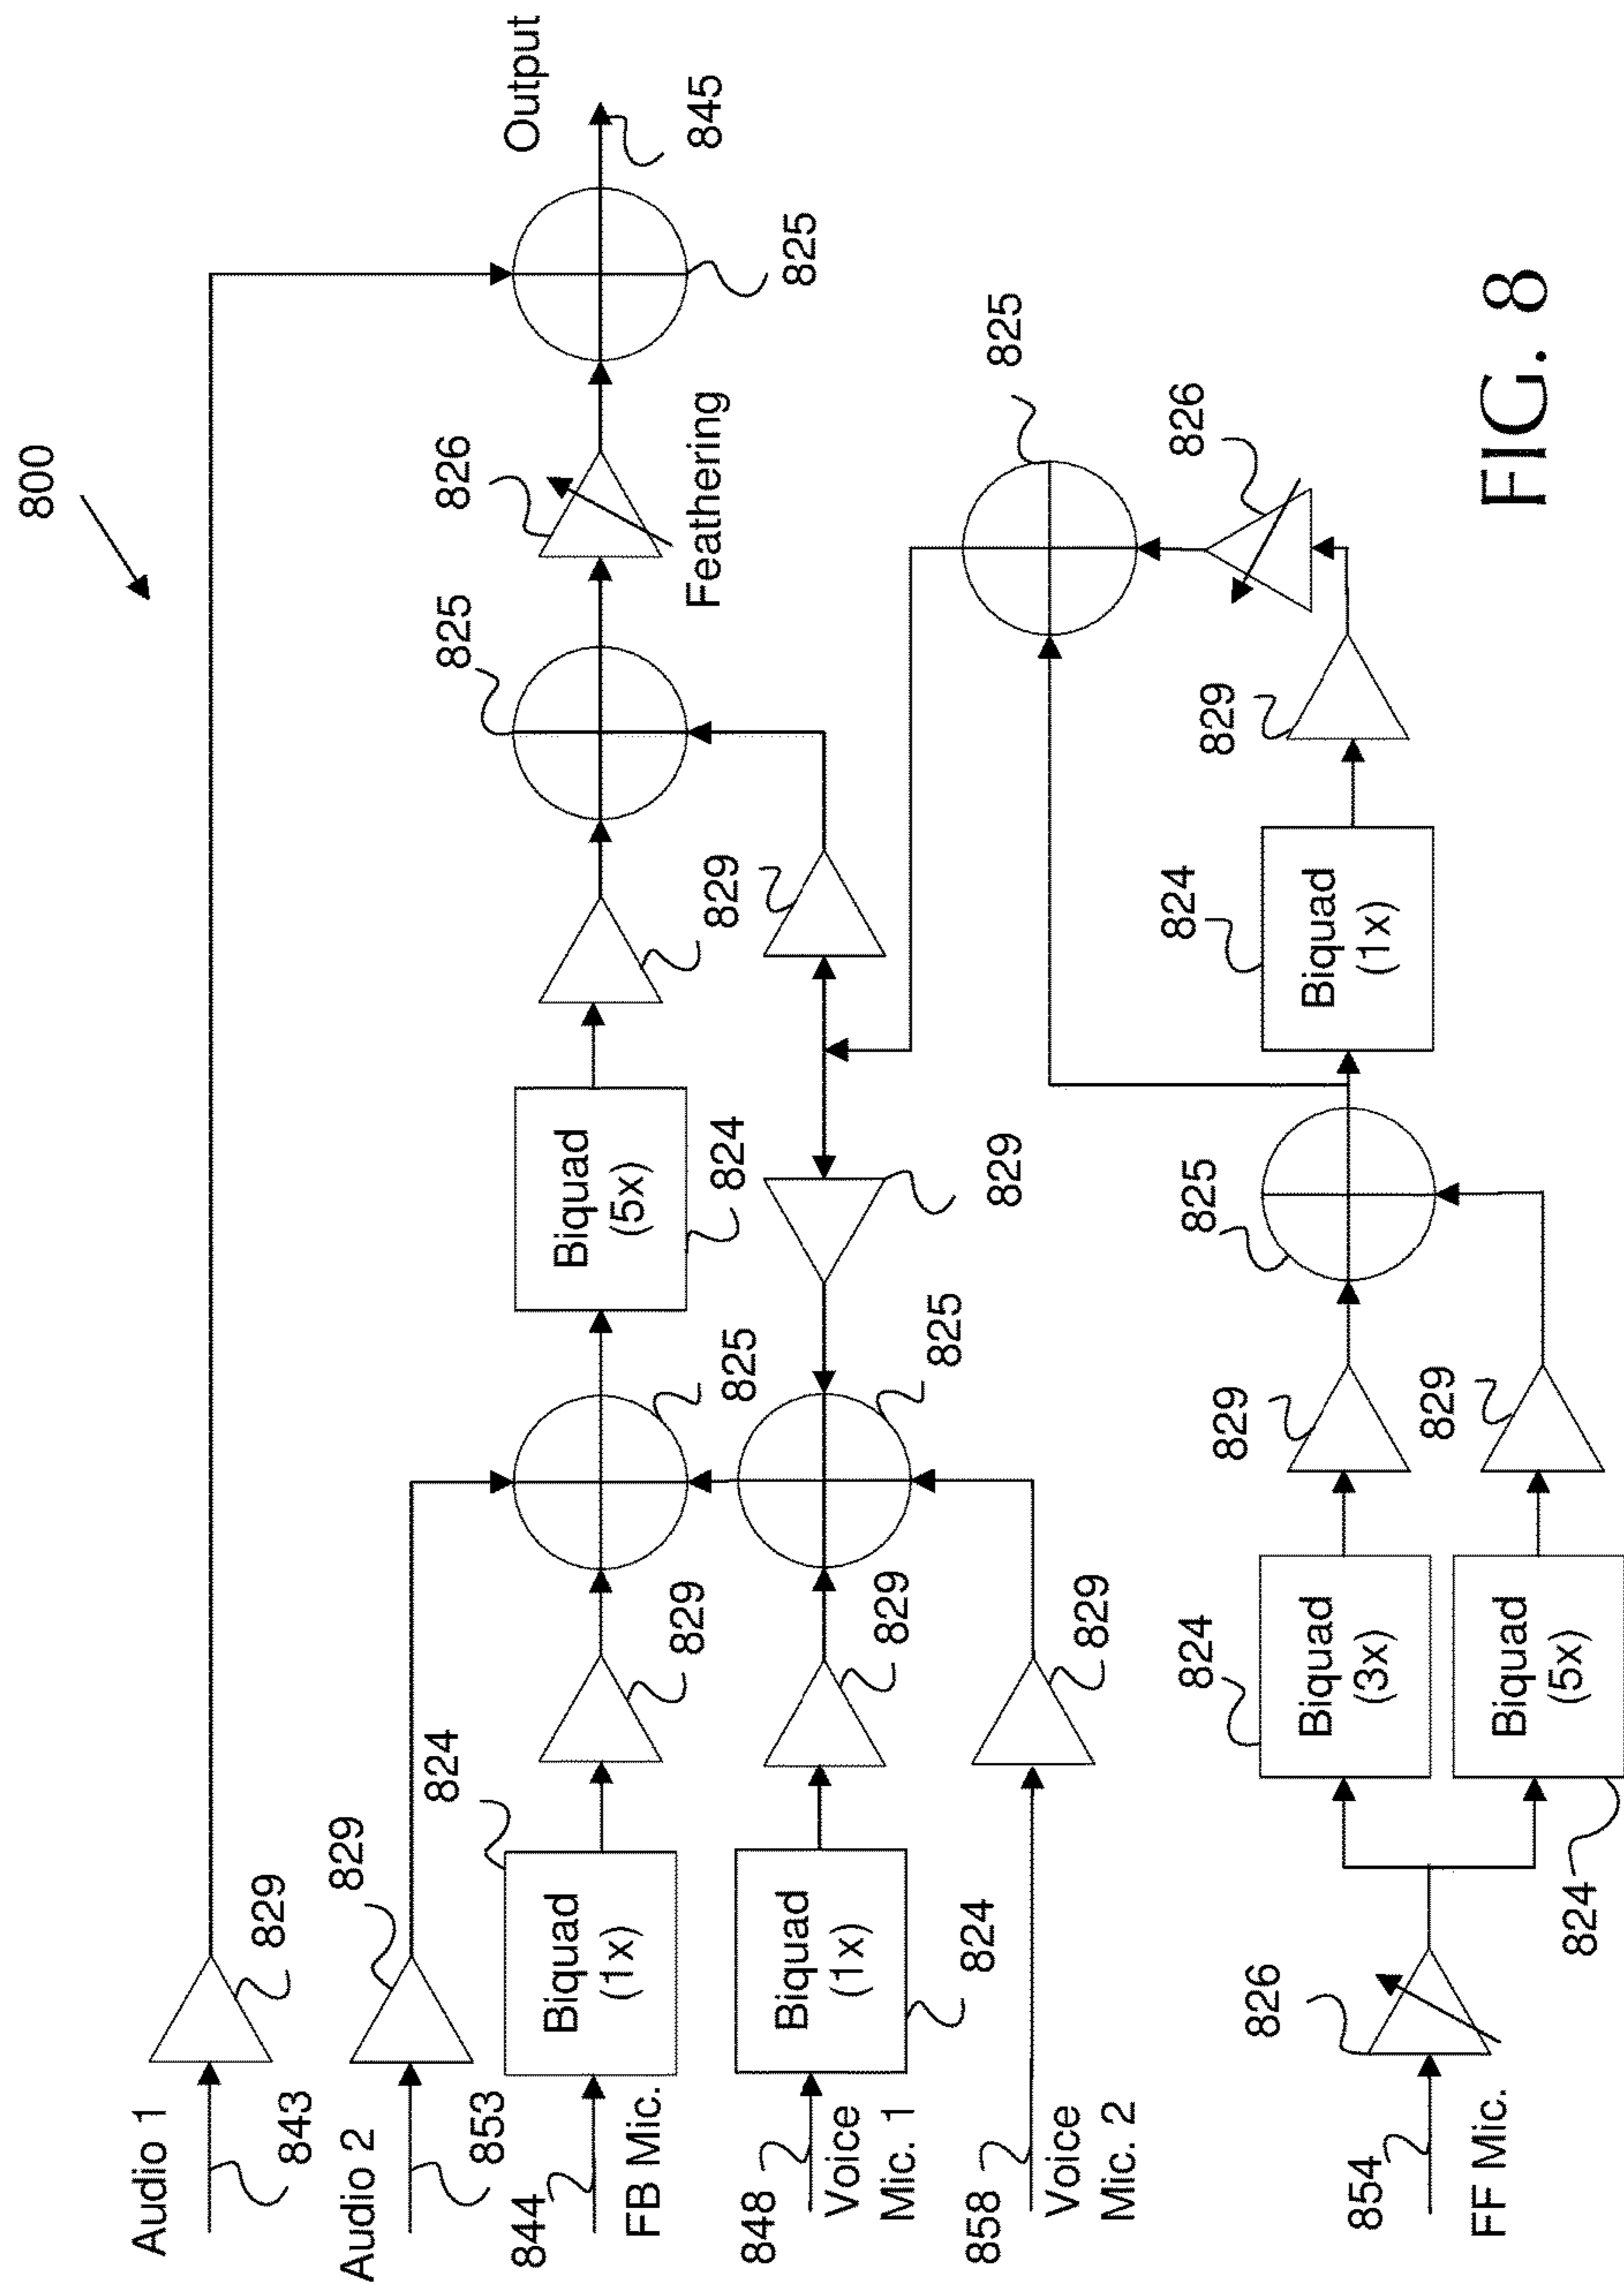 800
Audio 1
843
829
Output
845
825
Audio 2
853
829
844
FB Mic.
Biquad
(1x)
824
829
825
Biquad
(5x)
824
829
825
826
Feathering
848
Voice
Mic. 1
Biquad
(1x)
824
829
825
829
829
858
Voice
Mic. 2
829
825
854
FF Mic.
826
Biquad
(3x)
824
829
Biquad
(5x)
824
829
825
Biquad
(1x)
824
829
826
FIG. 8